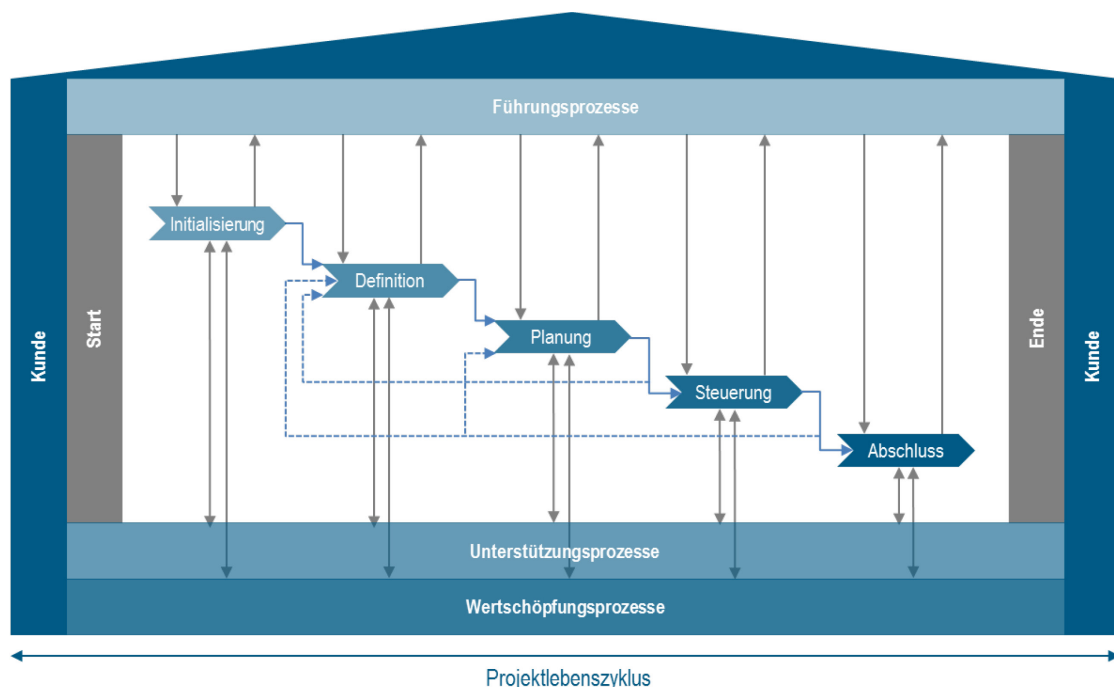 Führungsprozesse
Kunde
Start
Initialisierung
Definition
Planung
Steuerung
Abschluss
Ende
Kunde
Unterstützungsprozesse
Wertschöpfungsprozesse
Projektlebenszyklus